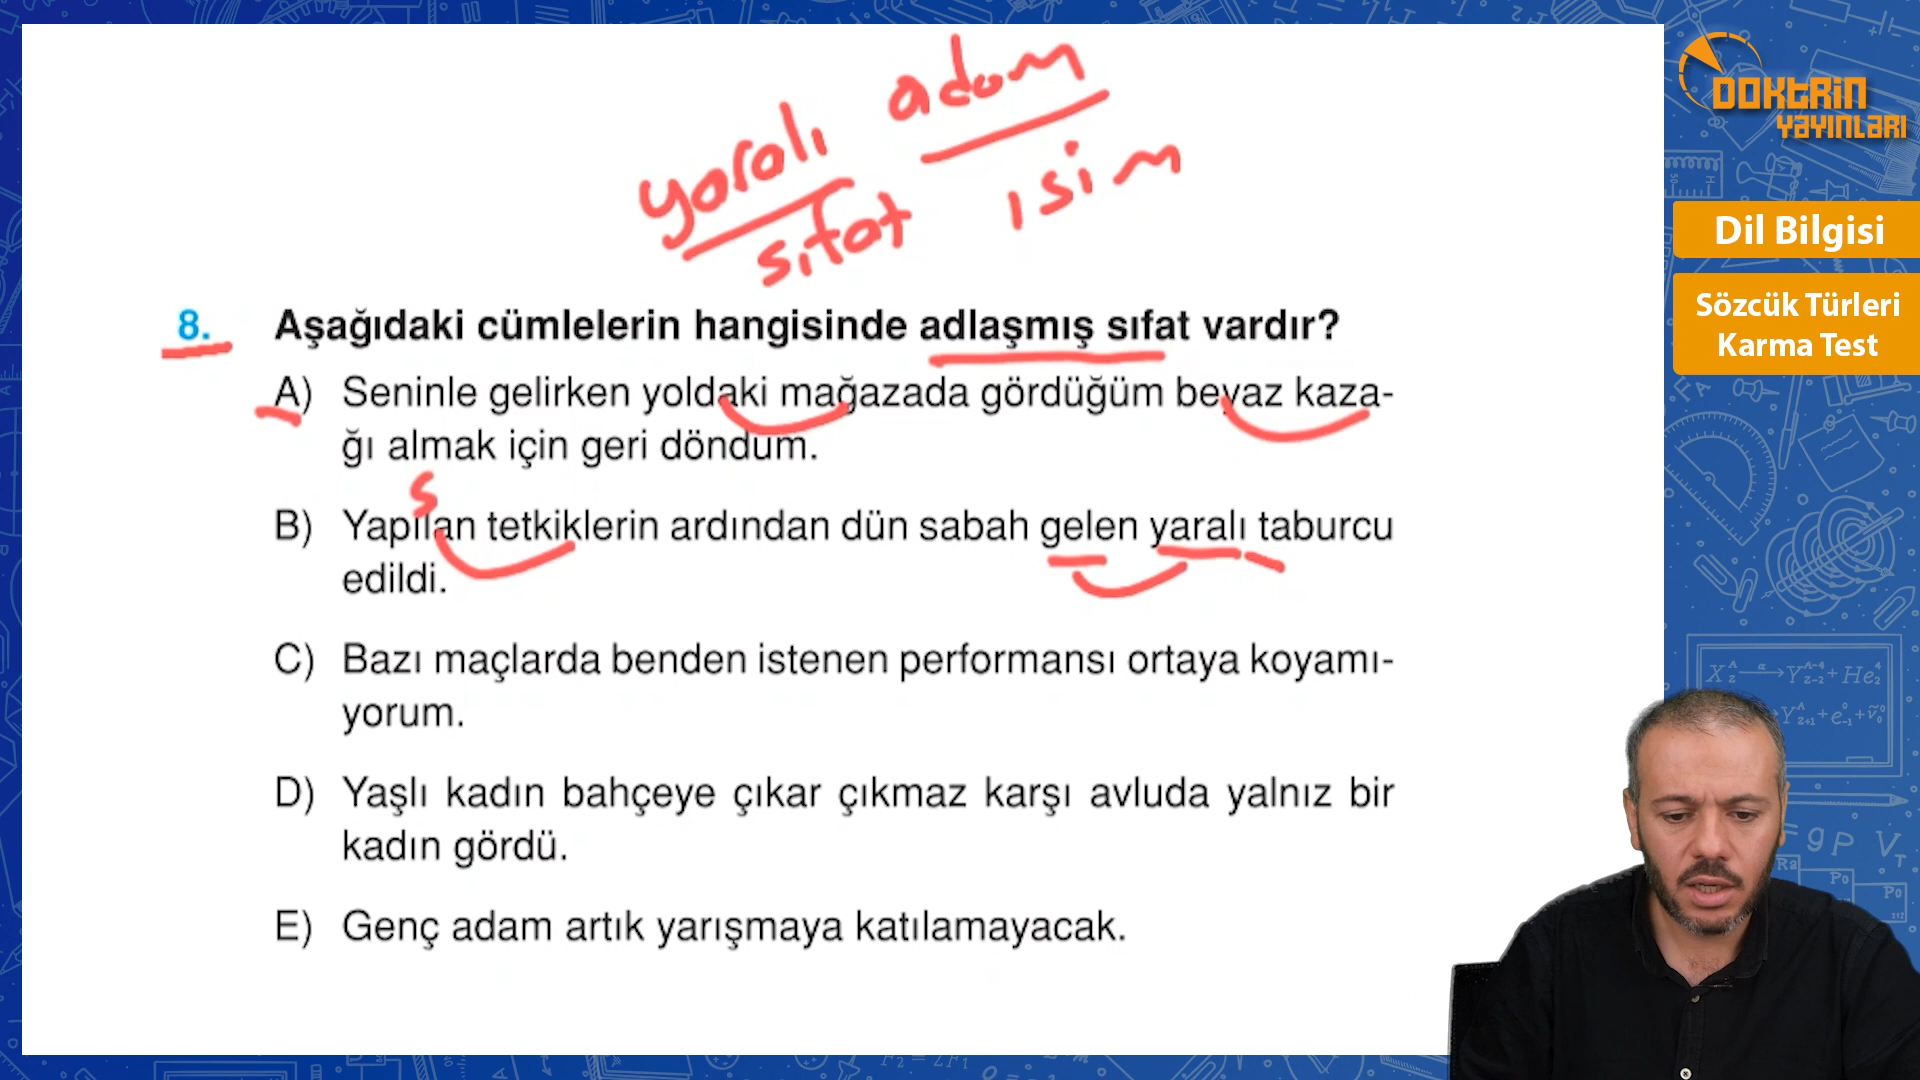 yaralı adam
sıfat isim
DOKTRİN
YAYINLARI
Dil Bilgisi
Sözcük Türleri
Karma Test
8. Aşağıdaki cümlelerin hangisinde adlaşmış sıfat vardır?
A) Seninle gelirken yoldaki mağazada gördüğüm beyaz kaza-
ğı almak için geri döndüm.
s
B) Yapılan tetkiklerin ardından dün sabah gelen yaralı taburcu
edildi.
C) Bazı maçlarda benden istenen performansı ortaya koyamı-
yorum.
D) Yaşlı kadın bahçeye çıkar çıkmaz karşı avluda yalnız bir
kadın gördü.
E) Genç adam artık yarışmaya katılamayacak.